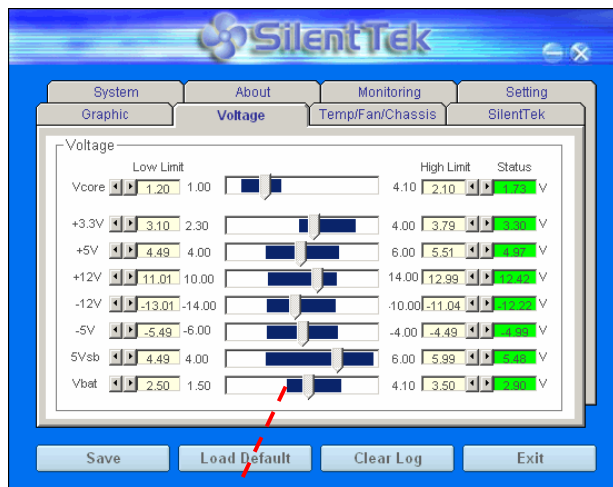 SilentTek
System About Monitoring Setting
Graphic Voltage Temp/Fan/Chassis SilentTek
Voltage
Low Limit High Limit Status
Vcore 1.20 1.00 4.10 2.10 1.73 V
+3.3V 3.10 2.30 4.00 3.79 3.30 V
+5V 4.49 4.00 6.00 5.51 4.97 V
+12V 11.01 10.00 14.00 12.99 12.42 V
-12V -13.01 -14.00 -10.00 -11.04 -12.22 V
-5V -5.49 -6.00 -4.00 -4.49 -4.99 V
5Vsb 4.49 4.00 6.00 5.99 5.48 V
Vbat 2.50 1.50 4.10 3.50 2.90 V
Save Load Default Clear Log Exit